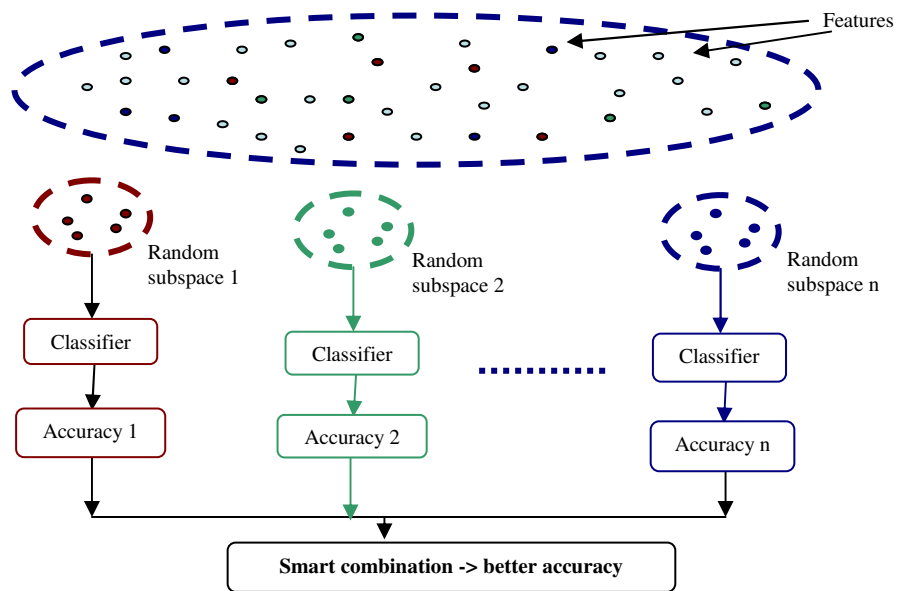 Features
Random
subspace 1
Random
subspace 2
Random
subspace n
Classifier
Classifier
Classifier
Accuracy 1
Accuracy 2
Accuracy n
Smart combination -> better accuracy